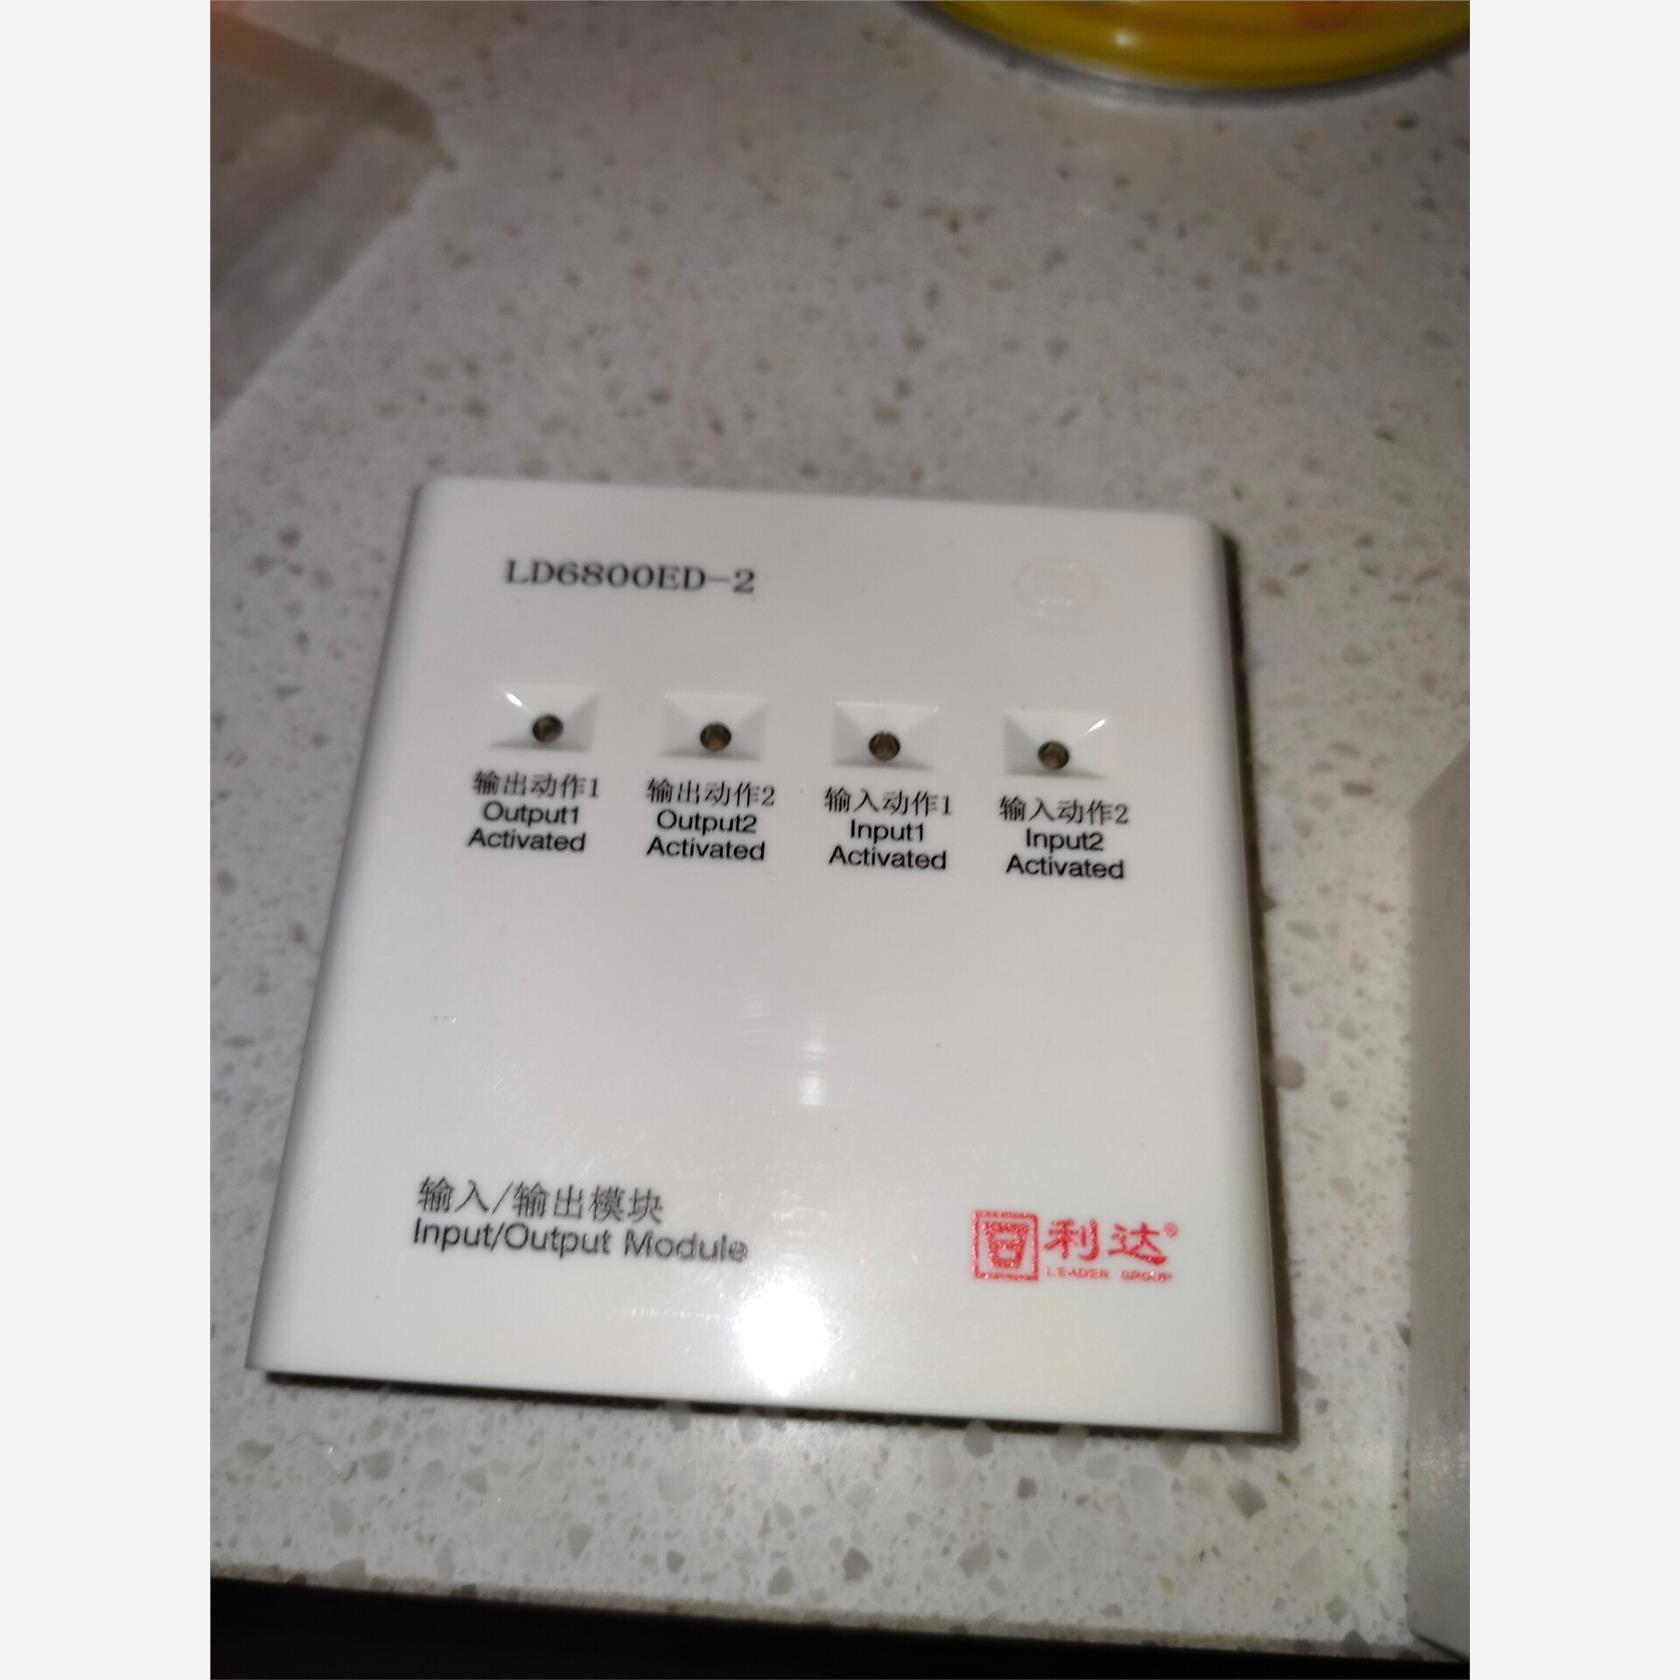 LD6800ED-2
输出动作1
Output1
Activated
输出动作2
Output2
Activated
输入动作1
Input1
Activated
输入动作2
Input2
Activated
输入/输出模块
Input/Output Module
利达®
LEADER GROUP